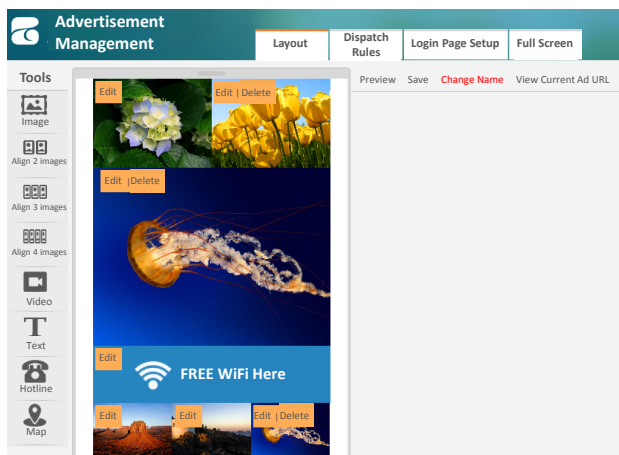 Advertisement
Management
Layout
Dispatch
Rules
Login Page Setup
Full Screen
Tools
Preview Save Change Name View Current Ad URL
Image
Align 2 images
Align 3 images
Align 4 images
Video
Text
Hotline
Map
Edit
Edit | Delete
Edit |Delete
Edit
FREE WiFi Here
Edit
Edit
Edit |Delete